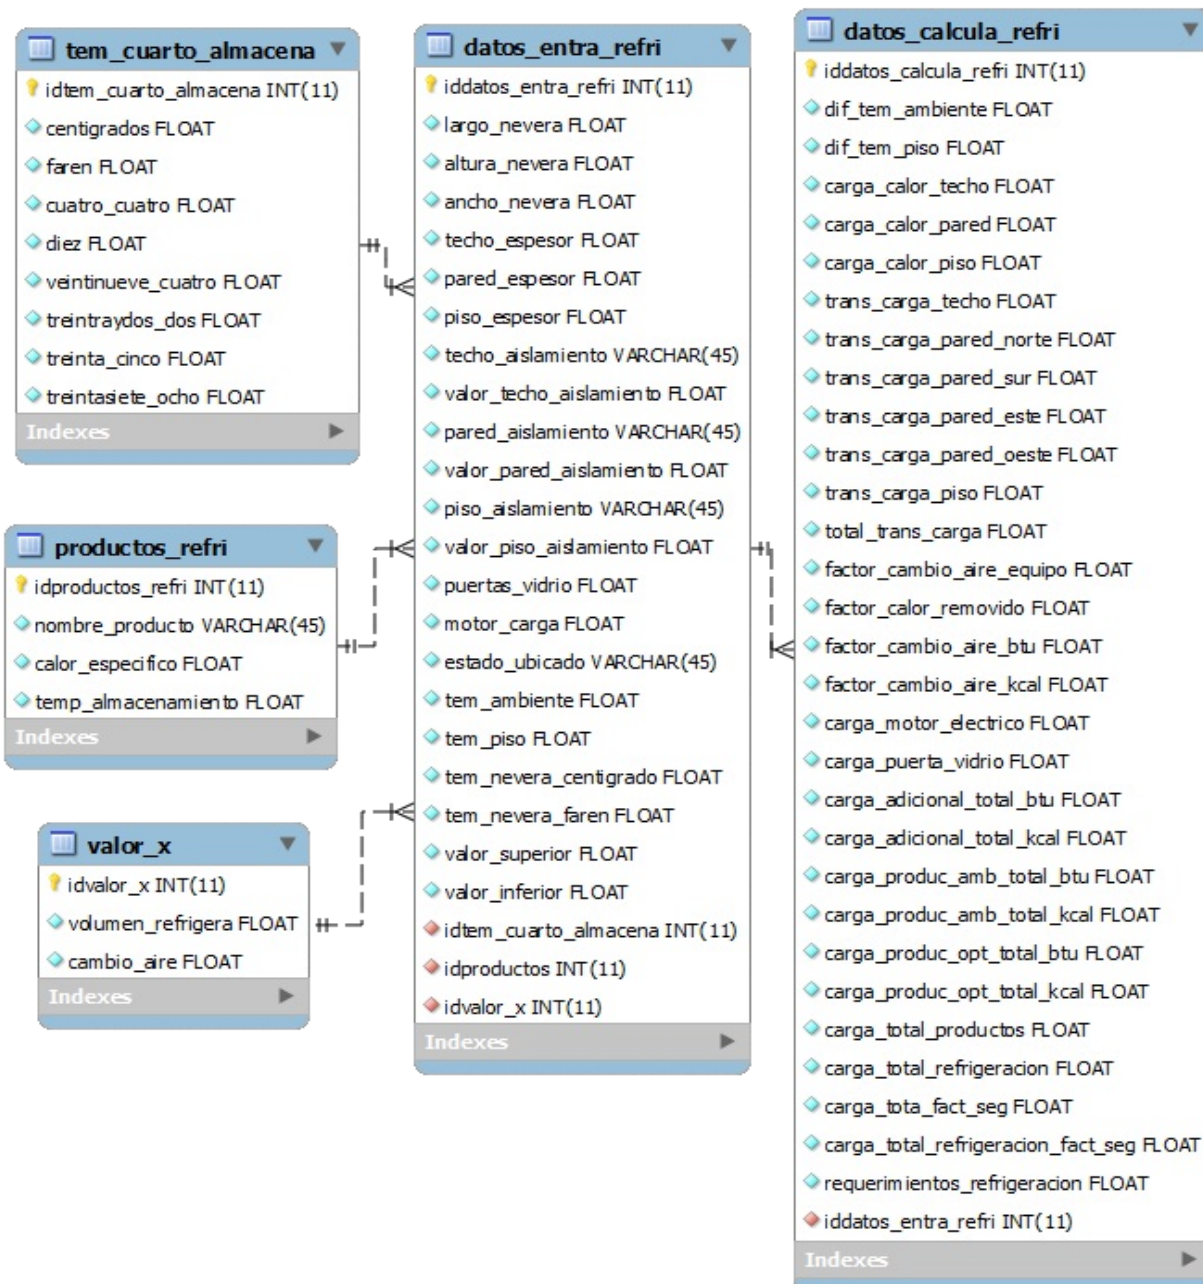 tem_cuarto_almacena
idtem_cuarto_almacena INT(11)
centigrados FLOAT
faren FLOAT
cuatro_cuatro FLOAT
diez FLOAT
veintinueve_cuatro FLOAT
treintraydos_dos FLOAT
treinta_cinco FLOAT
treintasiete_ocho FLOAT
Indexes
productos_refri
idproductos_refri INT(11)
nombre_producto VARCHAR(45)
calor_especifico FLOAT
temp_almacenamiento FLOAT
Indexes
valor_x
idvalor_x INT(11)
volumen_refrigera FLOAT
cambio_aire FLOAT
Indexes
datos_entra_refri
iddatos_entra_refri INT(11)
largo_nevera FLOAT
altura_nevera FLOAT
ancho_nevera FLOAT
techo_espesor FLOAT
pared_espesor FLOAT
piso_espesor FLOAT
techo_aislamiento VARCHAR(45)
valor_techo_aislamiento FLOAT
pared_aislamiento VARCHAR(45)
valor_pared_aislamiento FLOAT
piso_aislamiento VARCHAR(45)
valor_piso_aislamiento FLOAT
puertas_vidrio FLOAT
motor_carga FLOAT
estado_ubicado VARCHAR(45)
tem_ambiente FLOAT
tem_piso FLOAT
tem_nevera_centigrado FLOAT
tem_nevera_faren FLOAT
valor_superior FLOAT
valor_inferior FLOAT
idtem_cuarto_almacena INT(11)
idproductos INT(11)
idvalor_x INT(11)
Indexes
datos_calcula_refri
iddatos_calcula_refri INT(11)
dif_tem_ambiente FLOAT
dif_tem_piso FLOAT
carga_calor_techo FLOAT
carga_calor_pared FLOAT
carga_calor_piso FLOAT
trans_carga_techo FLOAT
trans_carga_pared_norte FLOAT
trans_carga_pared_sur FLOAT
trans_carga_pared_este FLOAT
trans_carga_pared_oeste FLOAT
trans_carga_piso FLOAT
total_trans_carga FLOAT
factor_cambio_aire_equipo FLOAT
factor_calor_removido FLOAT
factor_cambio_aire_btu FLOAT
factor_cambio_aire_kcal FLOAT
carga_motor_electrico FLOAT
carga_puerta_vidrio FLOAT
carga_adicional_total_btu FLOAT
carga_adicional_total_kcal FLOAT
carga_produc_amb_total_btu FLOAT
carga_produc_amb_total_kcal FLOAT
carga_produc_opt_total_btu FLOAT
carga_produc_opt_total_kcal FLOAT
carga_total_productos FLOAT
carga_total_refrigeracion FLOAT
carga_tota_fact_seg FLOAT
carga_total_refrigeracion_fact_seg FLOAT
requerimientos_refrigeracion FLOAT
iddatos_entra_refri INT(11)
Indexes